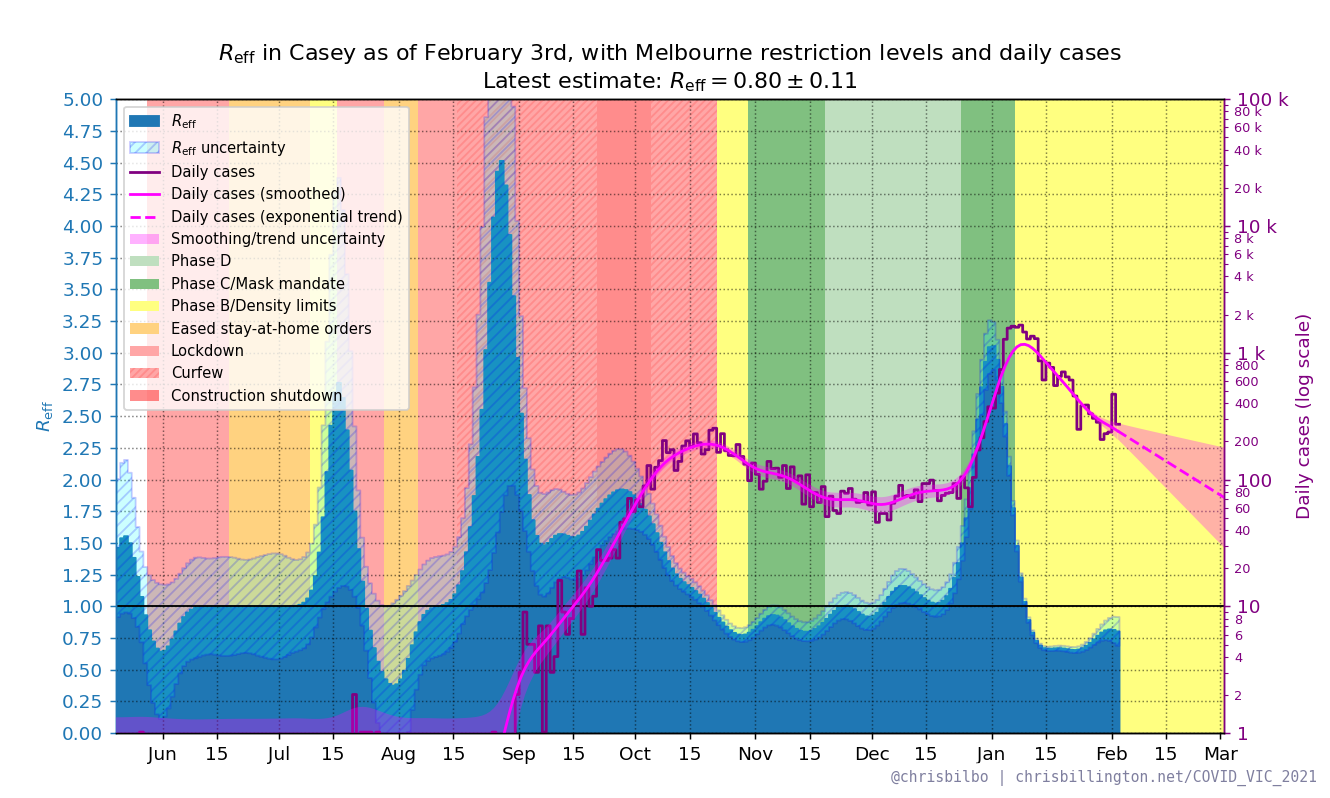 Reff in Casey as of February 3rd, with Melbourne restriction levels and daily cases
Latest estimate: Reff = 0.80 ± 0.11
5.00
4.75
4.50
4.25
4.00
3.75
3.50
3.25
3.00
2.75
2.50
2.25
2.00
1.75
1.50
1.25
1.00
0.75
0.50
0.25
0.00
Reff
Reff
Reff uncertainty
Daily cases
Daily cases (smoothed)
Daily cases (exponential trend)
Smoothing/trend uncertainty
Phase D
Phase C/Mask mandate
Phase B/Density limits
Eased stay-at-home orders
Lockdown
Curfew
Construction shutdown
100 k
80 k
60 k
40 k
20 k
10 k
8 k
6 k
4 k
2 k
1 k
800
600
400
200
100
80
60
40
20
10
8
6
4
2
1
Daily cases (log scale)
Jun 15 Jul 15 Aug 15 Sep 15 Oct 15 Nov 15 Dec 15 Jan 15 Feb 15 Mar
@chrisbilbo | chrisbillington.net/COVID_VIC_2021